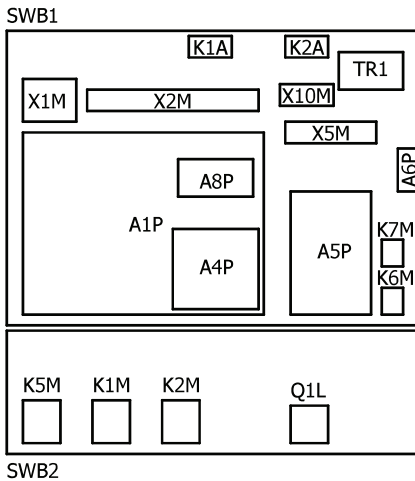 SWB1
K1A
K2A
TR1
X1M
X2M
X10M
X5M
A6P
A8P
A1P
K7M
A4P
A5P
K6M
K5M
K1M
K2M
Q1L
SWB2